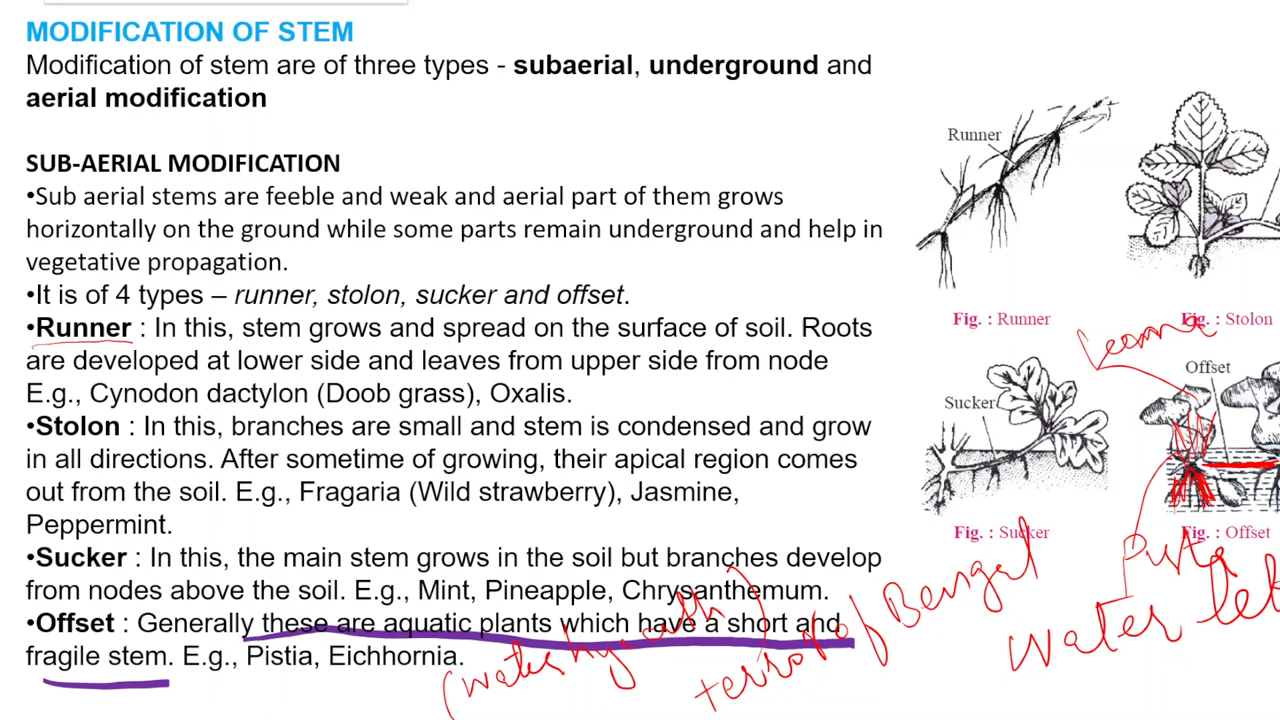 MODIFICATION OF STEM
Modification of stem are of three types - subaerial, underground and
aerial modification
SUB-AERIAL MODIFICATION
•Sub aerial stems are feeble and weak and aerial part of them grows
horizontally on the ground while some parts remain underground and help in
vegetative propagation.
•It is of 4 types – runner, stolon, sucker and offset.
•Runner : In this, stem grows and spread on the surface of soil. Roots
are developed at lower side and leaves from upper side from node
E.g., Cynodon dactylon (Doob grass), Oxalis.
•Stolon : In this, branches are small and stem is condensed and grow
in all directions. After sometime of growing, their apical region comes
out from the soil. E.g., Fragaria (Wild strawberry), Jasmine,
Peppermint.
•Sucker : In this, the main stem grows in the soil but branches develop
from nodes above the soil. E.g., Mint, Pineapple, Chrysanthemum.
•Offset : Generally these are aquatic plants which have a short and
fragile stem. E.g., Pistia, Eichhornia.
Runner
Fig. : Runner
Fig. : Stolon
Sucker
Fig. : Sucker
Offset
Fig. : Offset
(water hyacinth)
terror of Bengal
water let